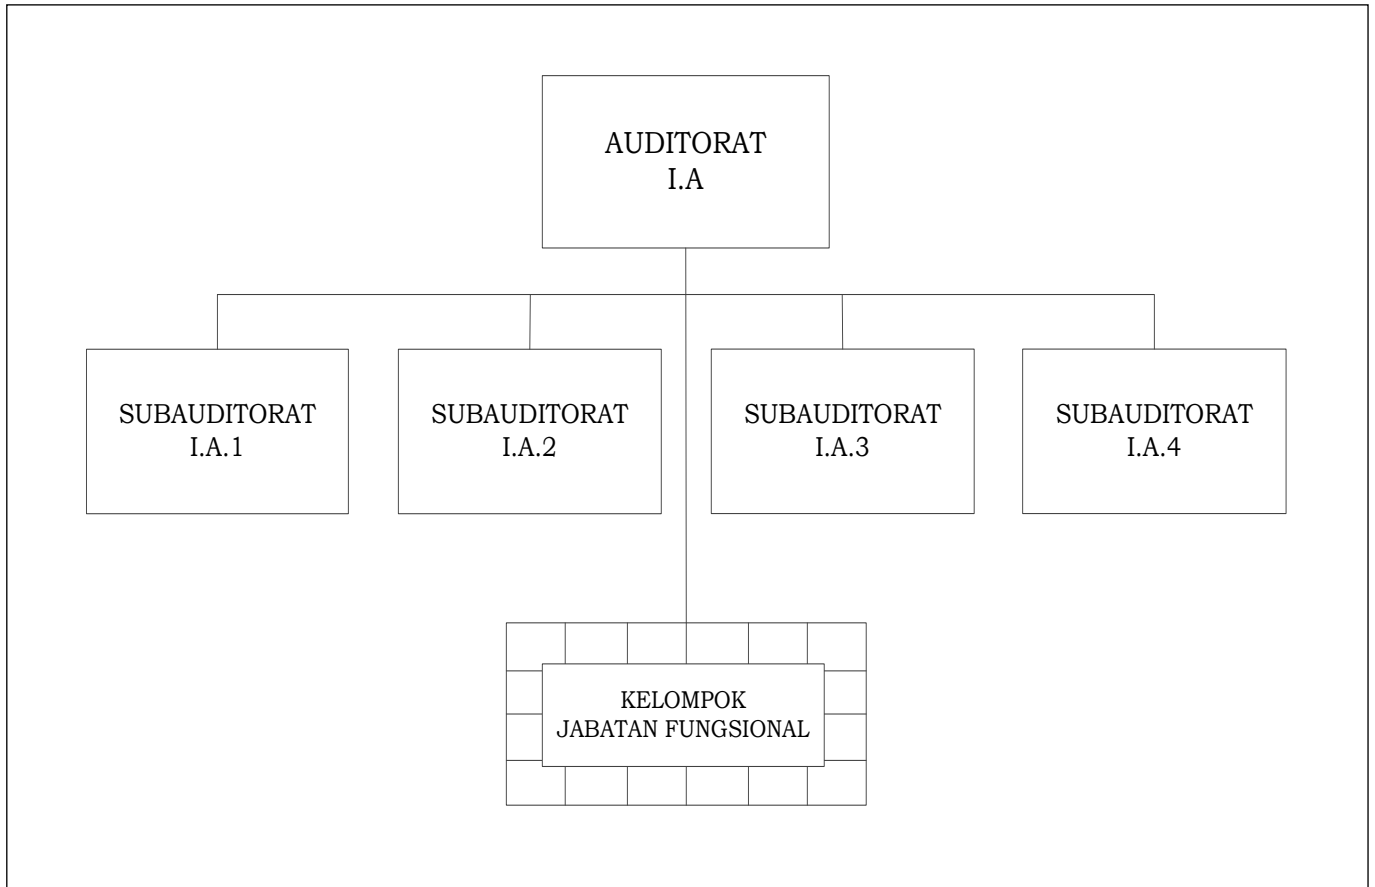 AUDITORAT
I.A
SUBAUDITORAT
I.A.1
SUBAUDITORAT
I.A.2
SUBAUDITORAT
I.A.3
SUBAUDITORAT
I.A.4
KELOMPOK
JABATAN FUNGSIONAL